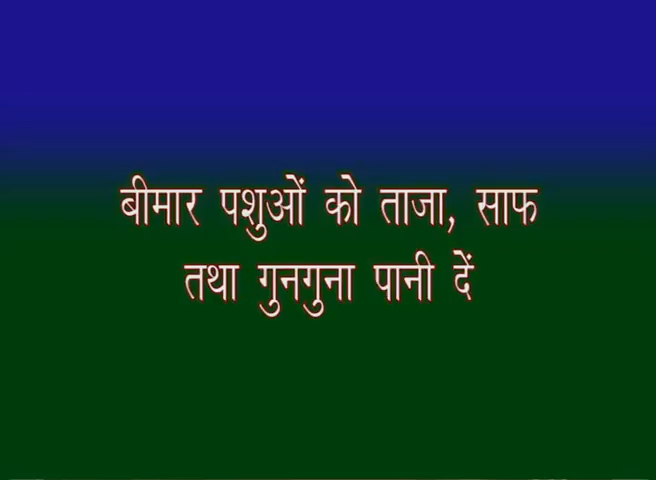 बीमार पशुओं को ताजा, साफ
तथा गुनगुना पानी दें